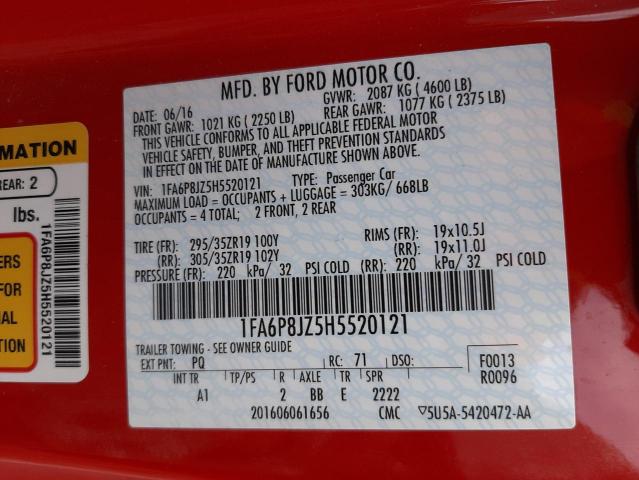 MFD. BY FORD MOTOR CO.
DATE: 06/16
GVWR: 2087 KG ( 4600 LB)
FRONT GAWR: 1021 KG ( 2250 LB)
REAR GAWR: 1077 KG ( 2375 LB)
THIS VEHICLE CONFORMS TO ALL APPLICABLE FEDERAL MOTOR
VEHICLE SAFETY, BUMPER, AND THEFT PREVENTION STANDARDS
IN EFFECT ON THE DATE OF MANUFACTURE SHOWN ABOVE.
VIN: 1FA6P8JZ5H5520121 TYPE: Passenger Car
MAXIMUM LOAD = OCCUPANTS + LUGGAGE = 303KG/ 668LB
OCCUPANTS = 4 TOTAL; 2 FRONT, 2 REAR
TIRE (FR): 295/35ZR19 100Y RIMS (FR): 19x10.5J
(RR): 305/35ZR19 102Y (RR): 19x11.0J
PRESSURE (FR): 220 kPa/ 32 PSI COLD (RR): 220 kPa/ 32 PSI COLD
1FA6P8JZ5H5520121
TRAILER TOWING - SEE OWNER GUIDE
EXT PNT: PQ RC: 71 DSO:
F0013
R0096
INT TR TP/PS R AXLE TR SPR
A1 2 BB E 2222
201606061656 CMC ▽5U5A-5420472-AA
RMATION
REAR: 2
lbs.
ERS
FOR
NAL
ION
1FA6P8JZ5H5520121